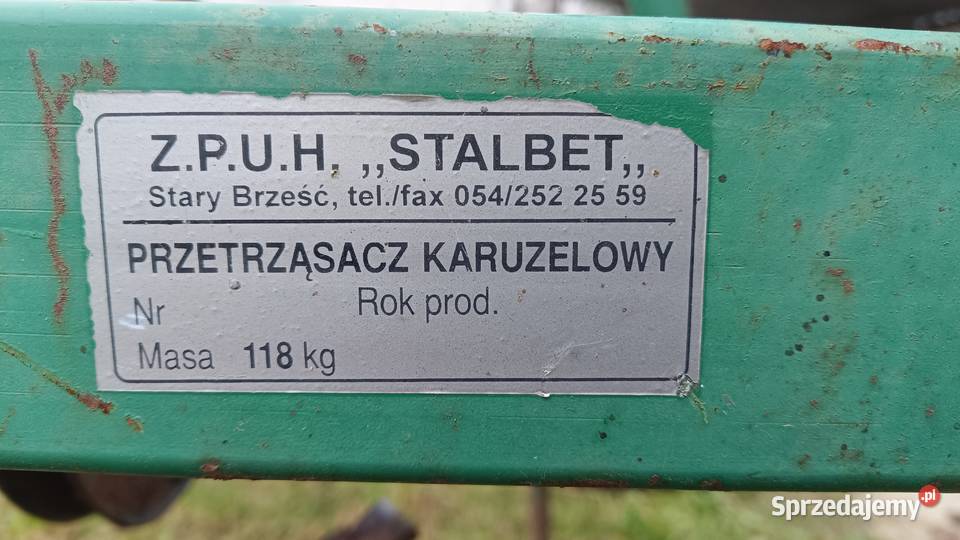 Z.P.U.H. ,,STALBET,,
Stary Brześć, tel./fax 054/252 25 59
PRZETRZĄSACZ KARUZELOWY
Nr Rok prod.
Masa 118 kg
Sprzedajemy.pl